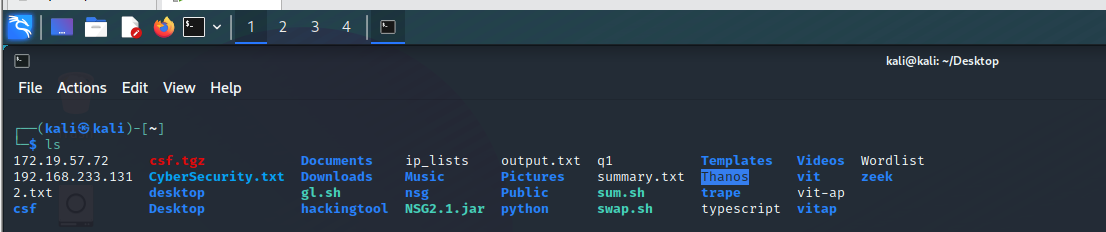 1 2 3 4
kali@kali: ~/Desktop
File Actions Edit View Help
┌──(kali㉿kali)-[~]
└─$ ls
172.19.57.72 csf.tgz Documents ip_lists output.txt q1 Templates Videos Wordlist
192.168.233.131 CyberSecurity.txt Downloads Music Pictures summary.txt Thanos vit zeek
2.txt desktop gl.sh nsg Public sum.sh trape vit-ap
csf Desktop hackingtool NSG2.1.jar python swap.sh typescript vitap